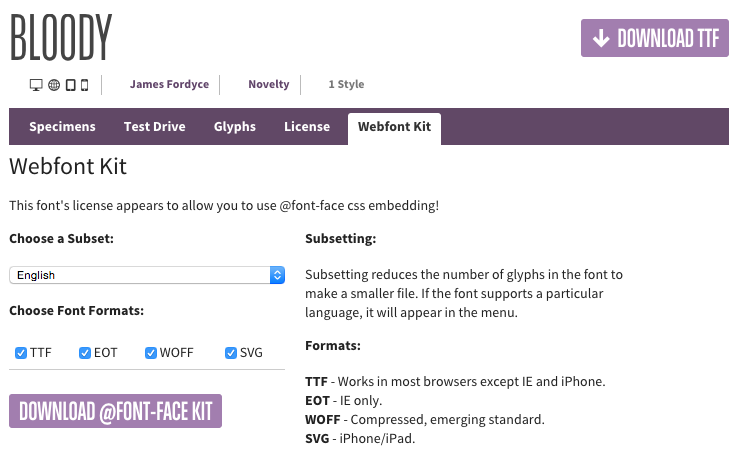 BLOODY
DOWNLOAD TTF
James Fordyce
Novelty
1 Style
Specimens Test Drive Glyphs License Webfont Kit
Webfont Kit
This font's license appears to allow you to use @font-face css embedding!
Choose a Subset:
English
Choose Font Formats:
TTF EOT WOFF SVG
DOWNLOAD @FONT-FACE KIT
Subsetting:
Subsetting reduces the number of glyphs in the font to
make a smaller file. If the font supports a particular
language, it will appear in the menu.
Formats:
TTF - Works in most browsers except IE and iPhone.
EOT - IE only.
WOFF - Compressed, emerging standard.
SVG - iPhone/iPad.